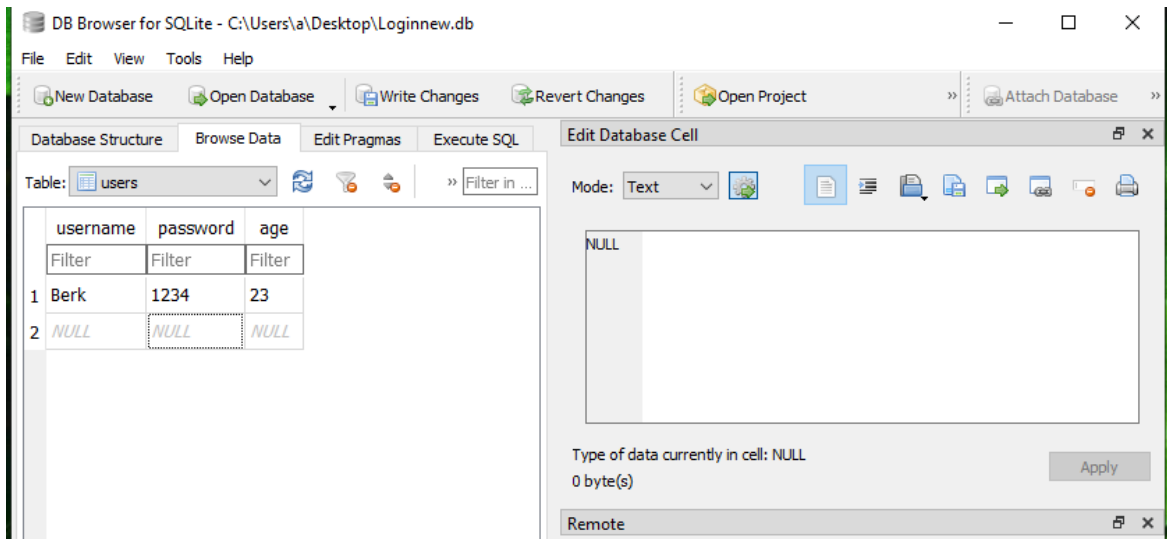 DB Browser for SQLite - C:\Users\a\Desktop\Loginnew.db
File Edit View Tools Help
New Database Open Database Write Changes Revert Changes Open Project » Attach Database »
Database Structure Browse Data Edit Pragmas Execute SQL
Table: users » Filter in ...
username password age
Filter Filter Filter
1 Berk 1234 23
2 NULL NULL NULL
Edit Database Cell
Mode: Text
NULL
Type of data currently in cell: NULL
0 byte(s)
Apply
Remote